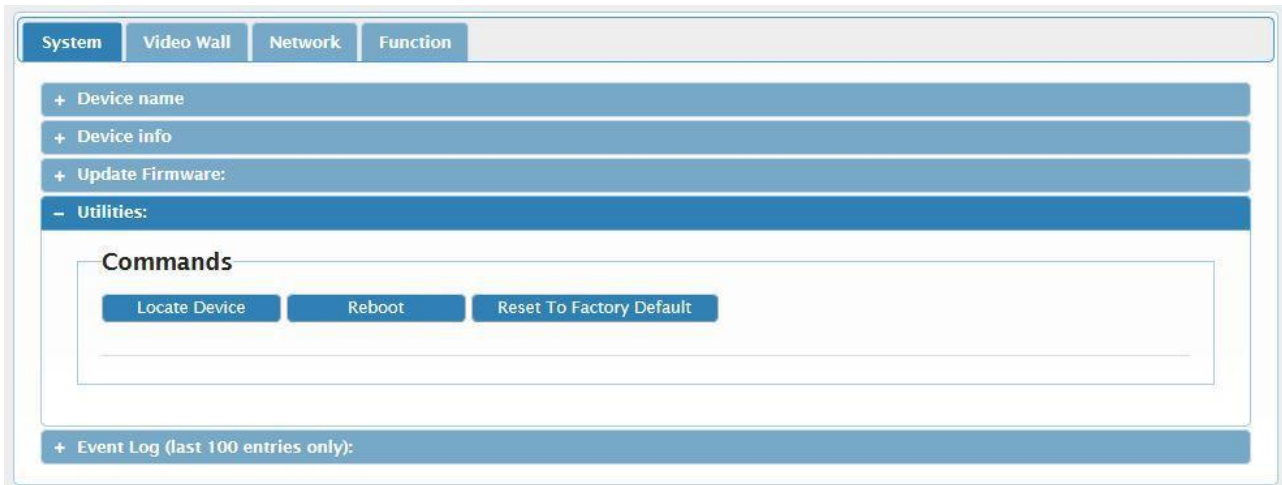 System Video Wall Network Function
+ Device name
+ Device info
+ Update Firmware:
– Utilities:
Commands
Locate Device Reboot Reset To Factory Default
+ Event Log (last 100 entries only):